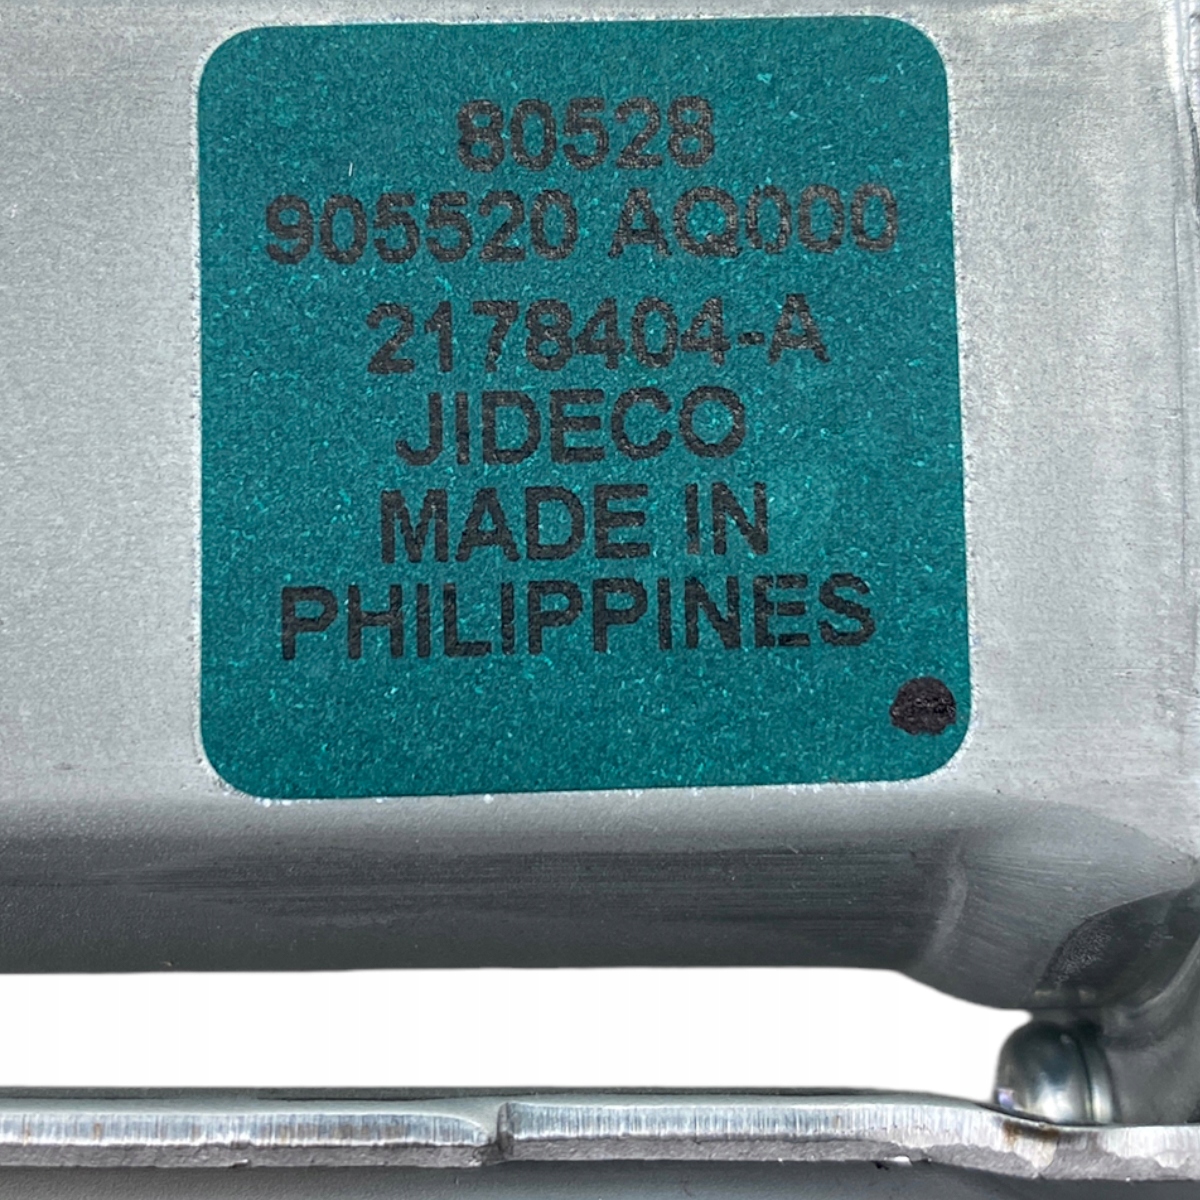 80528
905520 AQ000
2178404-A
JIDECO
MADE IN
PHILIPPINES